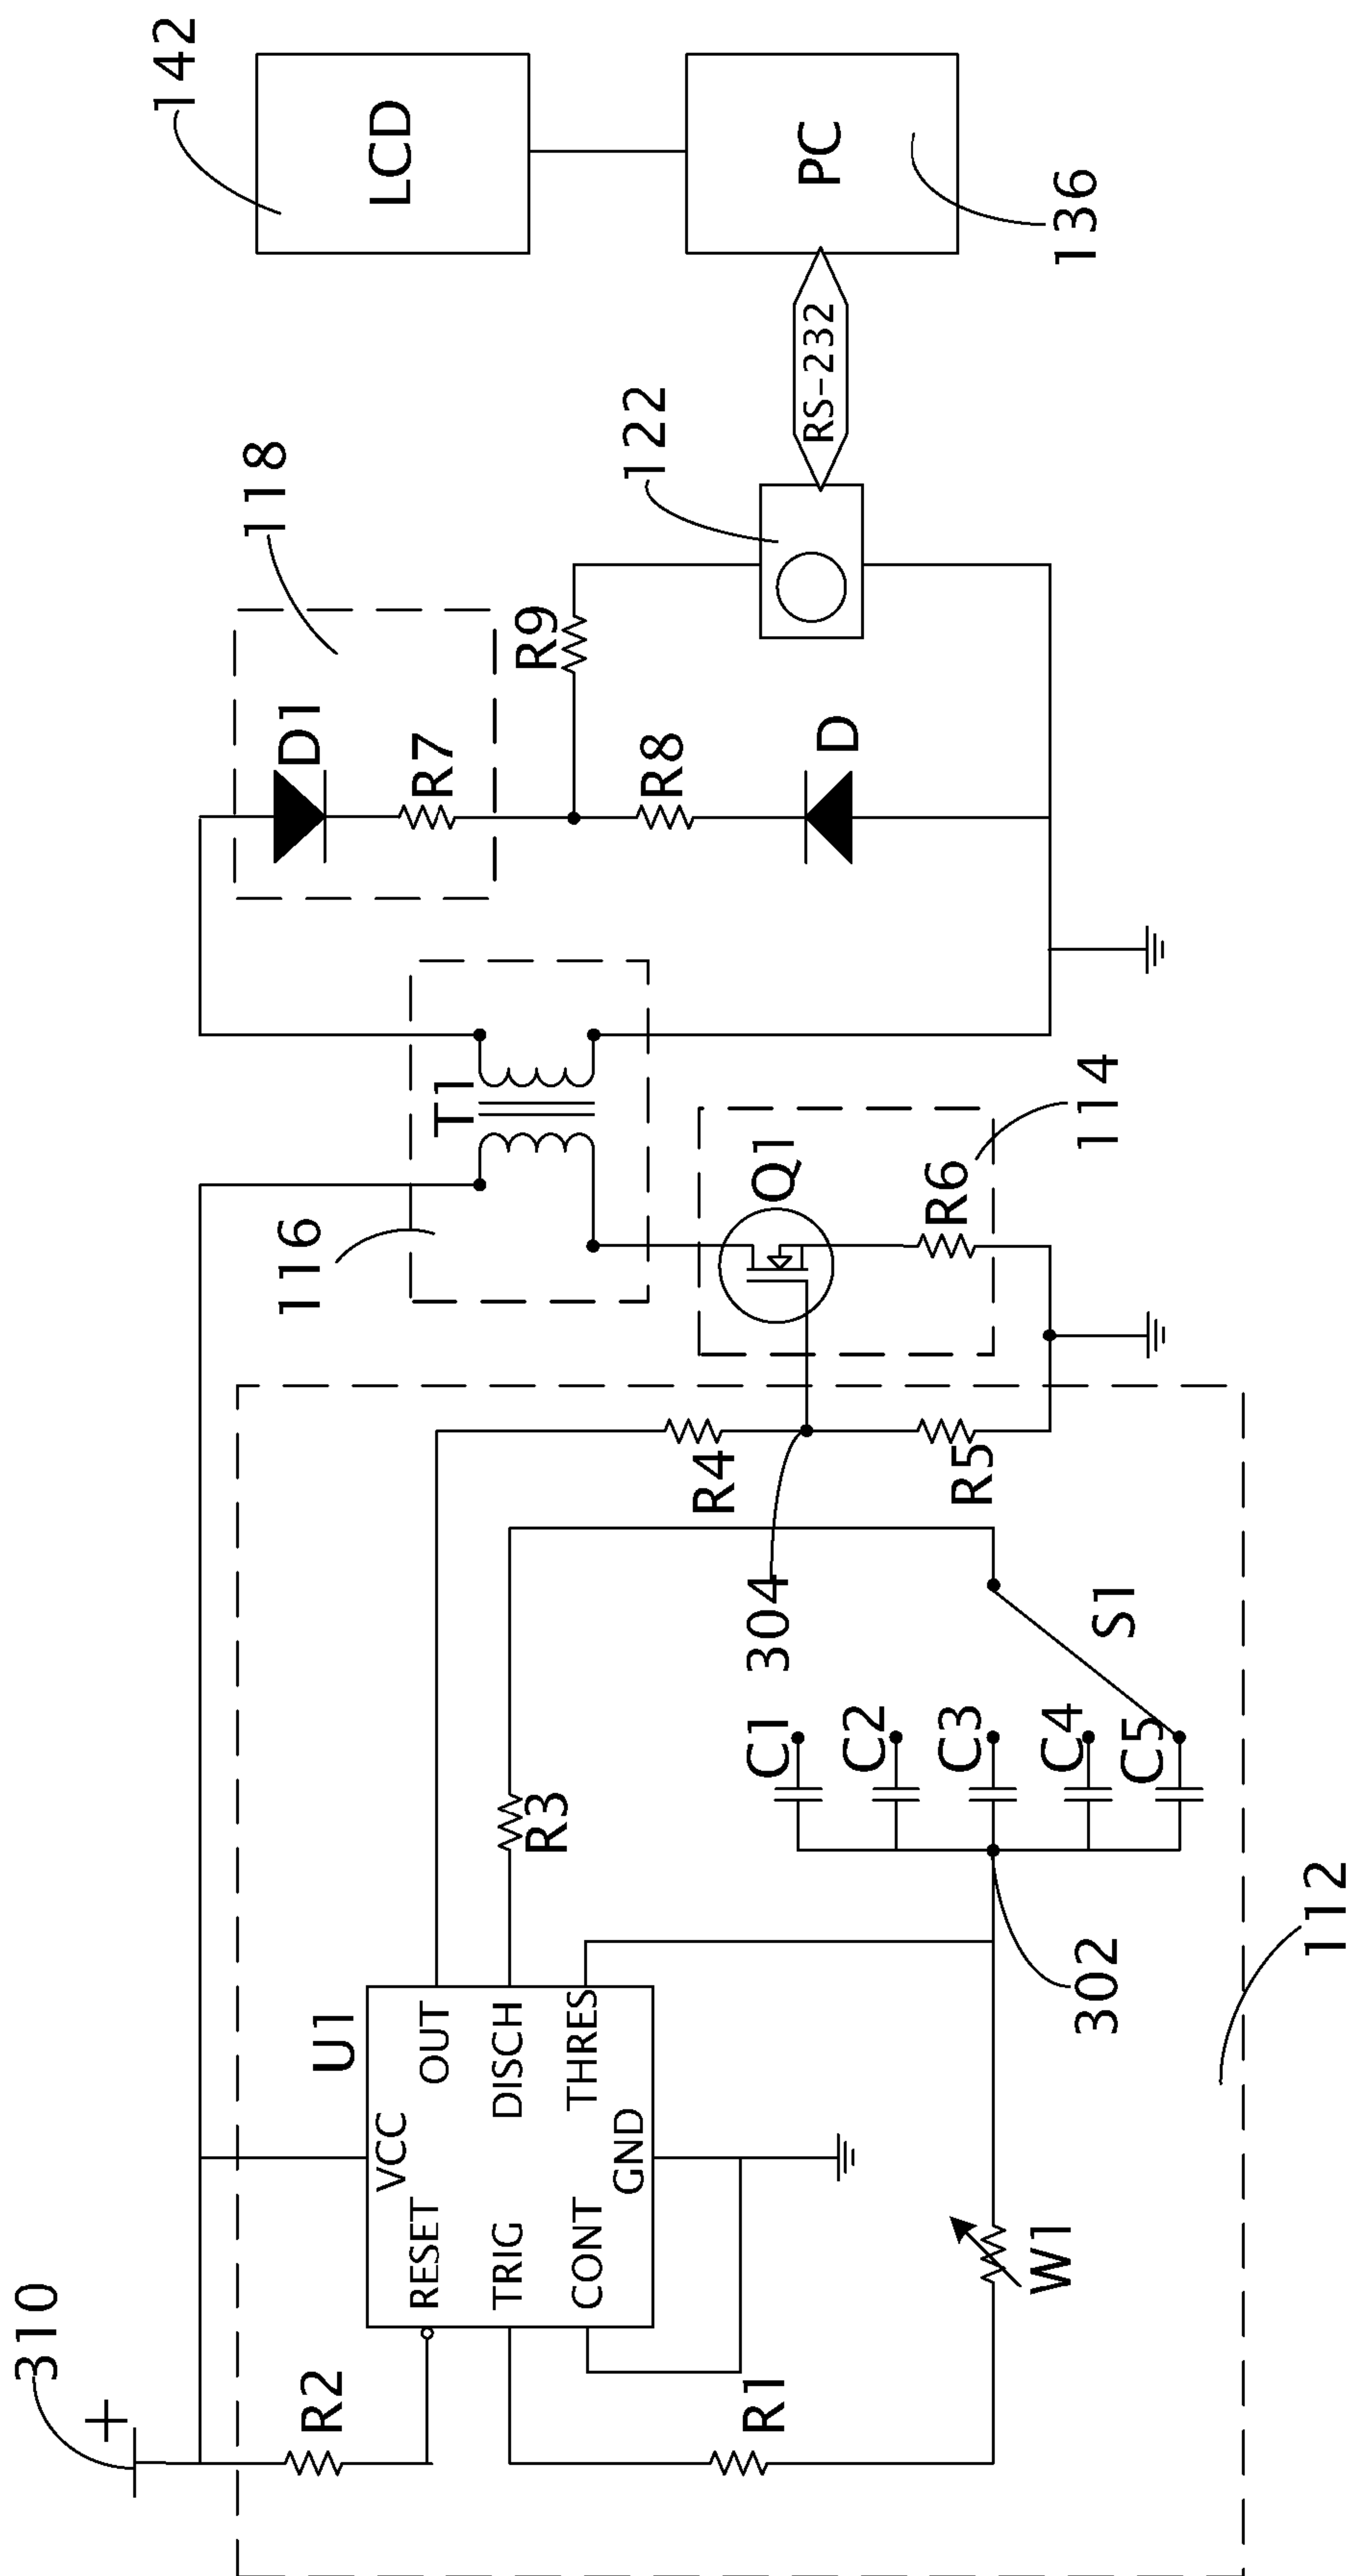 310
+
R2
U1
VCC
RESET
OUT
TRIG
DISCH
CONT
THRES
GND
R1
W1
R3
302
112
C1
C2
C3
C4
C5
S1
304
R4
R5
116
T1
Q1
R6
114
118
D1
R7
R8
R9
D
122
RS-232
142
LCD
PC
136